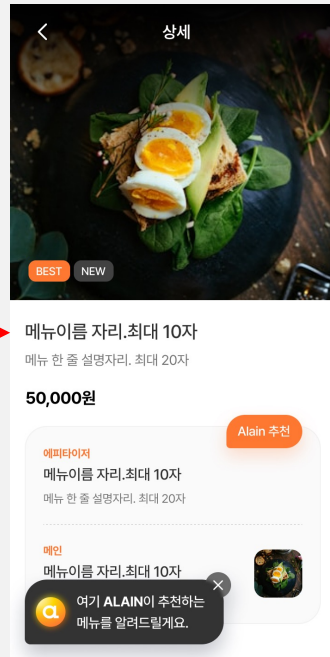 상세
BEST NEW
메뉴이름 자리.최대 10자
메뉴 한 줄 설명자리. 최대 20자
50,000원
Alain 추천
에피타이저
메뉴이름 자리.최대 10자
메뉴 한 줄 설명자리. 최대 20자
메인
메뉴이름 자리.최대 10자
여기 ALAIN이 추천하는
메뉴를 알려드릴게요.